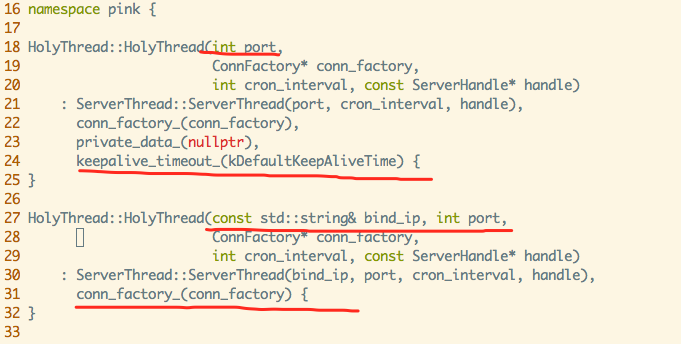 16 namespace pink {
17
18 HolyThread::HolyThread(int port,
19                        ConnFactory* conn_factory,
20                        int cron_interval, const ServerHandle* handle)
21     : ServerThread::ServerThread(port, cron_interval, handle),
22       conn_factory_(conn_factory),
23       private_data_(nullptr),
24       keepalive_timeout_(kDefaultKeepAliveTime) {
25 }
26
27 HolyThread::HolyThread(const std::string& bind_ip, int port,
28                        ConnFactory* conn_factory,
29                        int cron_interval, const ServerHandle* handle)
30     : ServerThread::ServerThread(bind_ip, port, cron_interval, handle),
31       conn_factory_(conn_factory) {
32 }
33